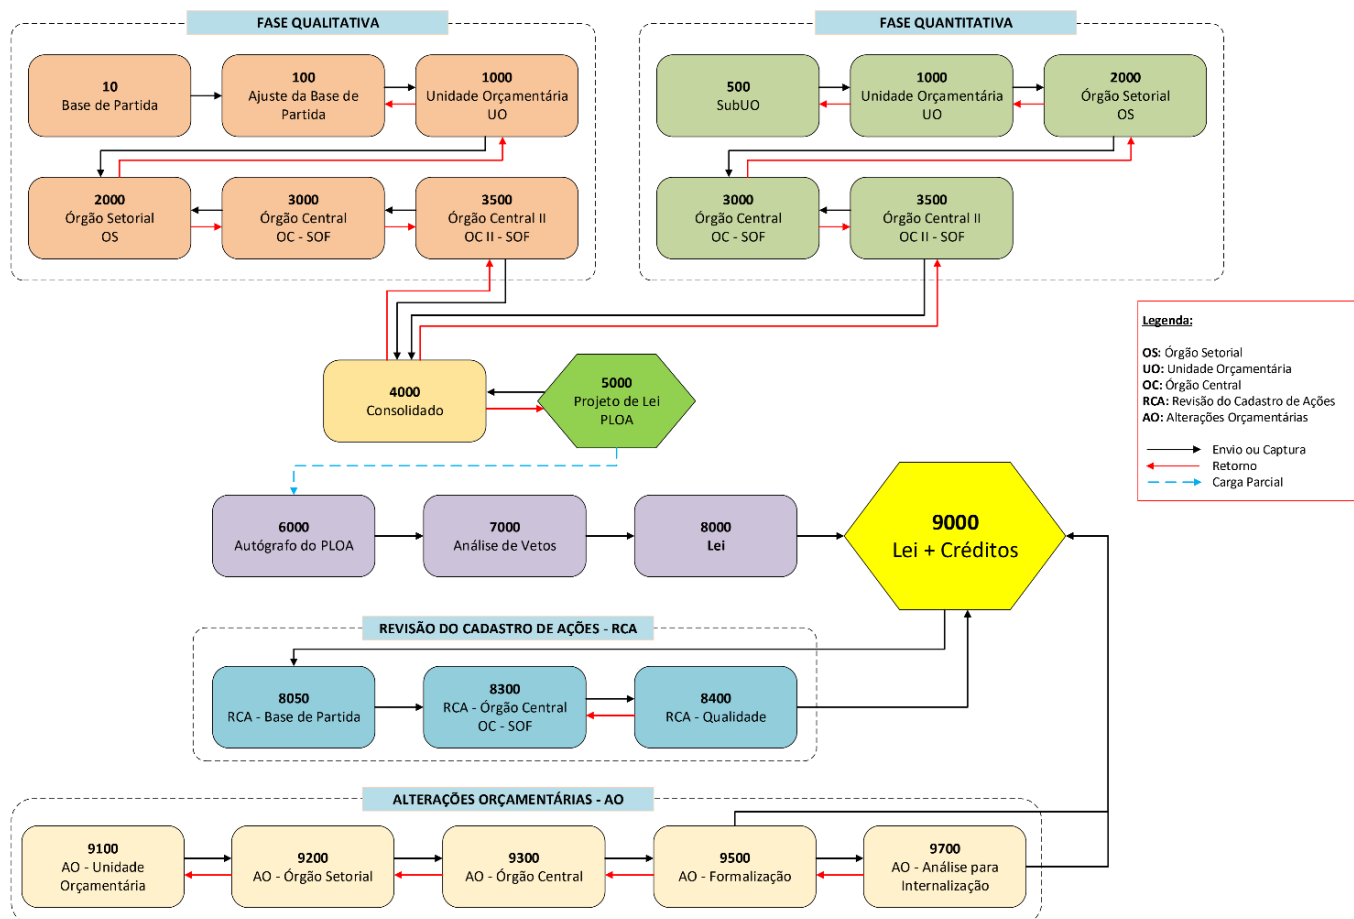 FASE QUALITATIVA
10
Base de Partida
100
Ajuste da Base de
Partida
1000
Unidade Orçamentária
UO
2000
Órgão Setorial
OS
3000
Órgão Central
OC - SOF
3500
Órgão Central II
OC II - SOF
FASE QUANTITATIVA
500
SubUO
1000
Unidade Orçamentária
UO
2000
Órgão Setorial
OS
3000
Órgão Central
OC - SOF
3500
Órgão Central II
OC II - SOF
4000
Consolidado
5000
Projeto de Lei
PLOA
Legenda:
OS: Órgão Setorial
UO: Unidade Orçamentária
OC: Órgão Central
RCA: Revisão do Cadastro de Ações
AO: Alterações Orçamentárias
Envio ou Captura
Retorno
Carga Parcial
6000
Autógrafo do PLOA
7000
Análise de Vetos
8000
Lei
9000
Lei + Créditos
REVISÃO DO CADASTRO DE AÇÕES - RCA
8050
RCA - Base de Partida
8300
RCA - Órgão Central
OC - SOF
8400
RCA - Qualidade
ALTERAÇÕES ORÇAMENTÁRIAS - AO
9100
AO - Unidade
Orçamentária
9200
AO - Órgão Setorial
9300
AO - Órgão Central
9500
AO - Formalização
9700
AO - Análise para
Internalização